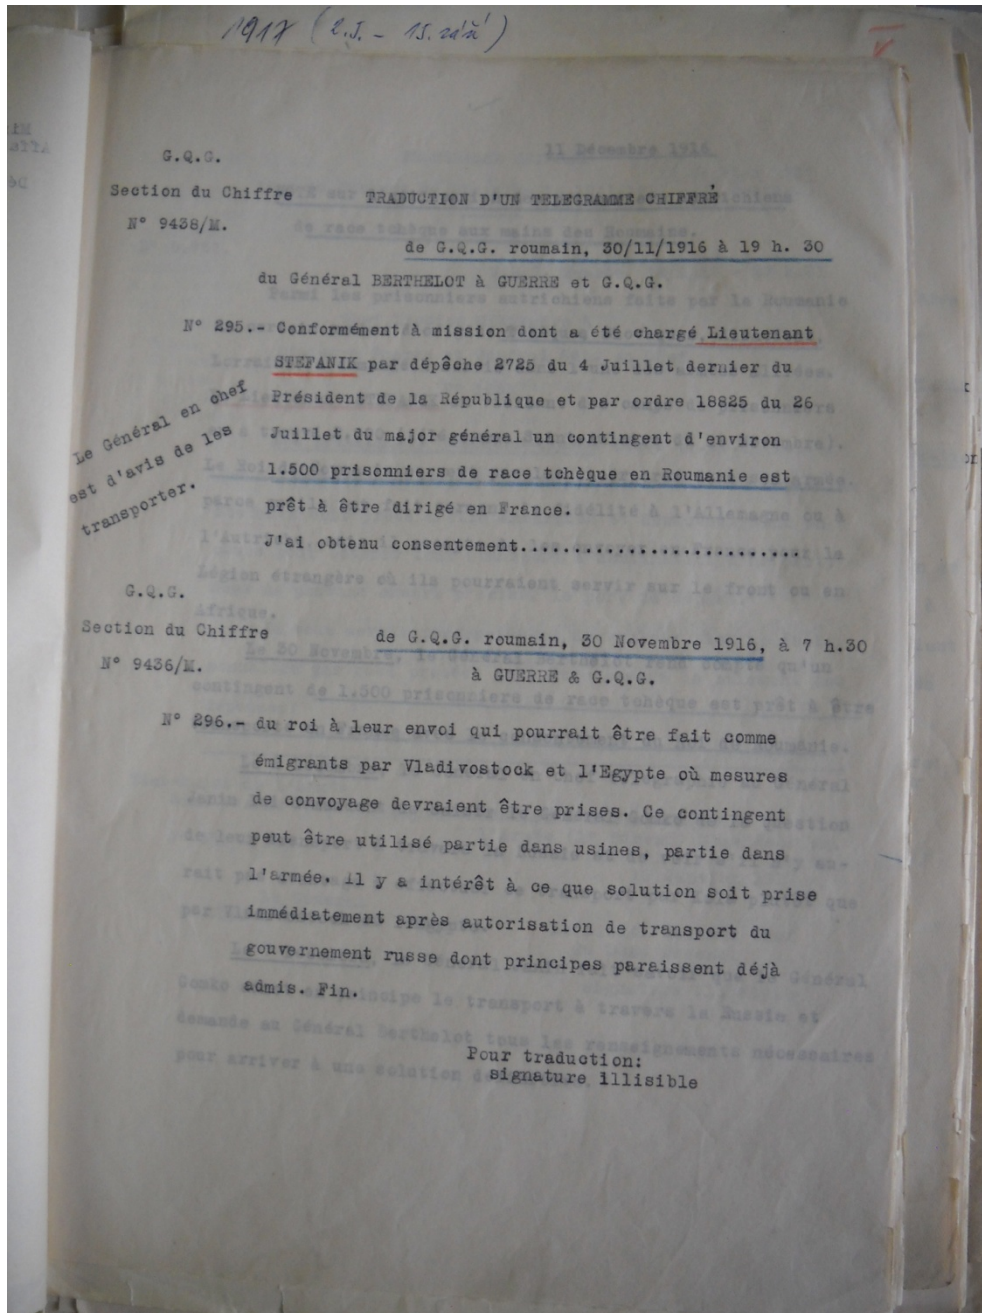 1917 (2.I. - 15. září)
V
G.Q.G.
Section du Chiffre
N° 9438/M.
TRADUCTION D'UN TELEGRAMME CHIFFRÉ
de G.Q.G. roumain, 30/11/1916 à 19 h. 30
du Général BERTHELOT à GUERRE et G.Q.G.
N° 295.- Conformément à mission dont a été chargé Lieutenant
STEFANIK par dépêche 2725 du 4 Juillet dernier du
Président de la République et par ordre 18825 du 26
Juillet du major général un contingent d'environ
1.500 prisonniers de race tchèque en Roumanie est
prêt à être dirigé en France.
J'ai obtenu consentement...........................
Le Général en chef
est d'avis de les
transporter.
G.Q.G.
Section du Chiffre
N° 9436/M.
de G.Q.G. roumain, 30 Novembre 1916, à 7 h.30
à GUERRE & G.Q.G.
N° 296.- du roi à leur envoi qui pourrait être fait comme
émigrants par Vladivostock et l'Egypte où mesures
de convoyage devraient être prises. Ce contingent
peut être utilisé partie dans usines, partie dans
l'armée. il y a intérêt à ce que solution soit prise
immédiatement après autorisation de transport du
gouvernement russe dont principes paraissent déjà
admis. Fin.
Pour traduction:
signature illisible